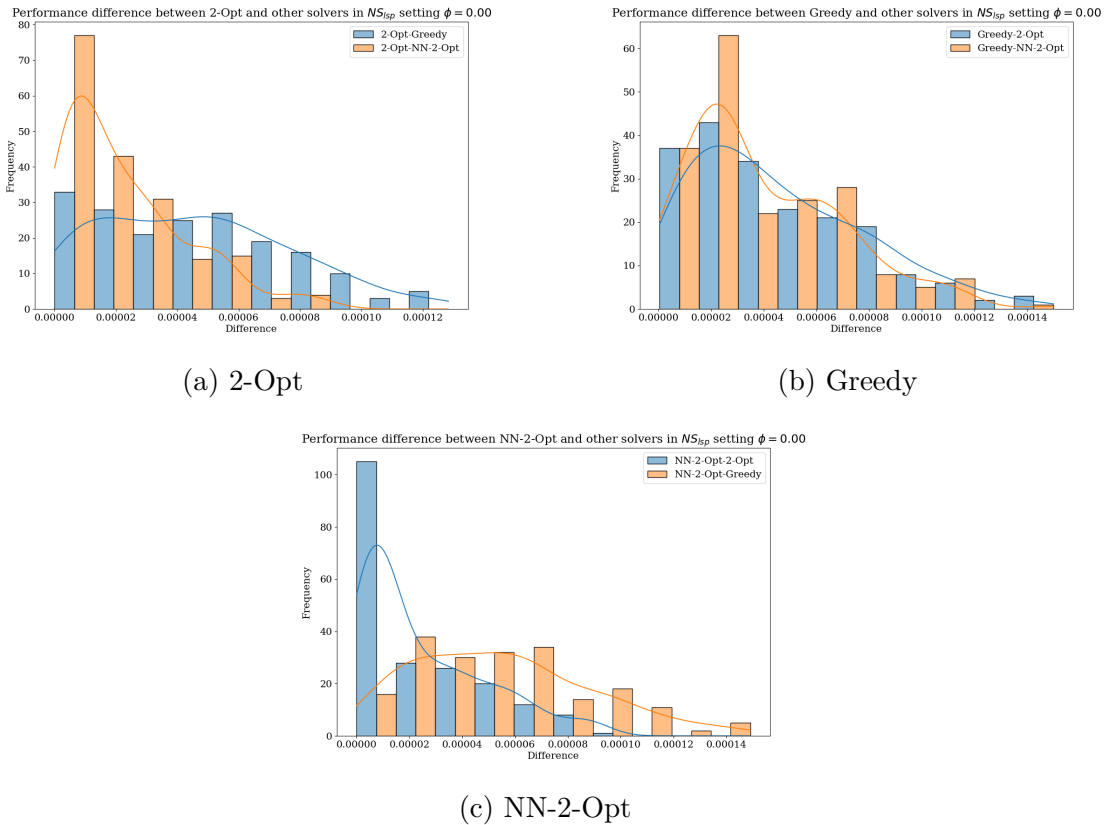 Performance difference between 2-Opt and other solvers in NS_lsp setting ϕ = 0.00
2-Opt-Greedy
2-Opt-NN-2-Opt
80
70
60
50
40
30
20
10
0
Frequency
0.00000 0.00002 0.00004 0.00006 0.00008 0.00010 0.00012
Difference
(a) 2-Opt
Performance difference between Greedy and other solvers in NS_lsp setting ϕ = 0.00
Greedy-2-Opt
Greedy-NN-2-Opt
60
50
40
30
20
10
0
Frequency
0.00000 0.00002 0.00004 0.00006 0.00008 0.00010 0.00012 0.00014
Difference
(b) Greedy
Performance difference between NN-2-Opt and other solvers in NS_lsp setting ϕ = 0.00
NN-2-Opt-2-Opt
NN-2-Opt-Greedy
100
80
60
40
20
0
Frequency
0.00000 0.00002 0.00004 0.00006 0.00008 0.00010 0.00012 0.00014
Difference
(c) NN-2-Opt